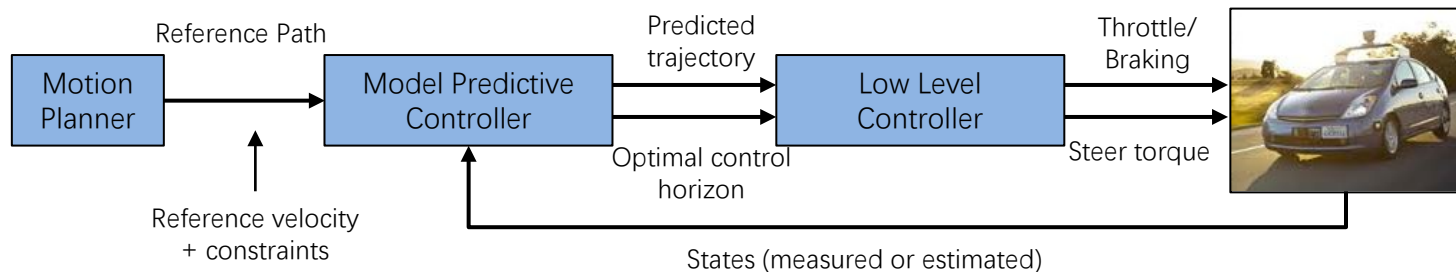 Reference Path
Motion
Planner
Model Predictive
Controller
Predicted
trajectory
Optimal control
horizon
Low Level
Controller
Throttle/
Braking
Steer torque
Reference velocity
+ constraints
States (measured or estimated)